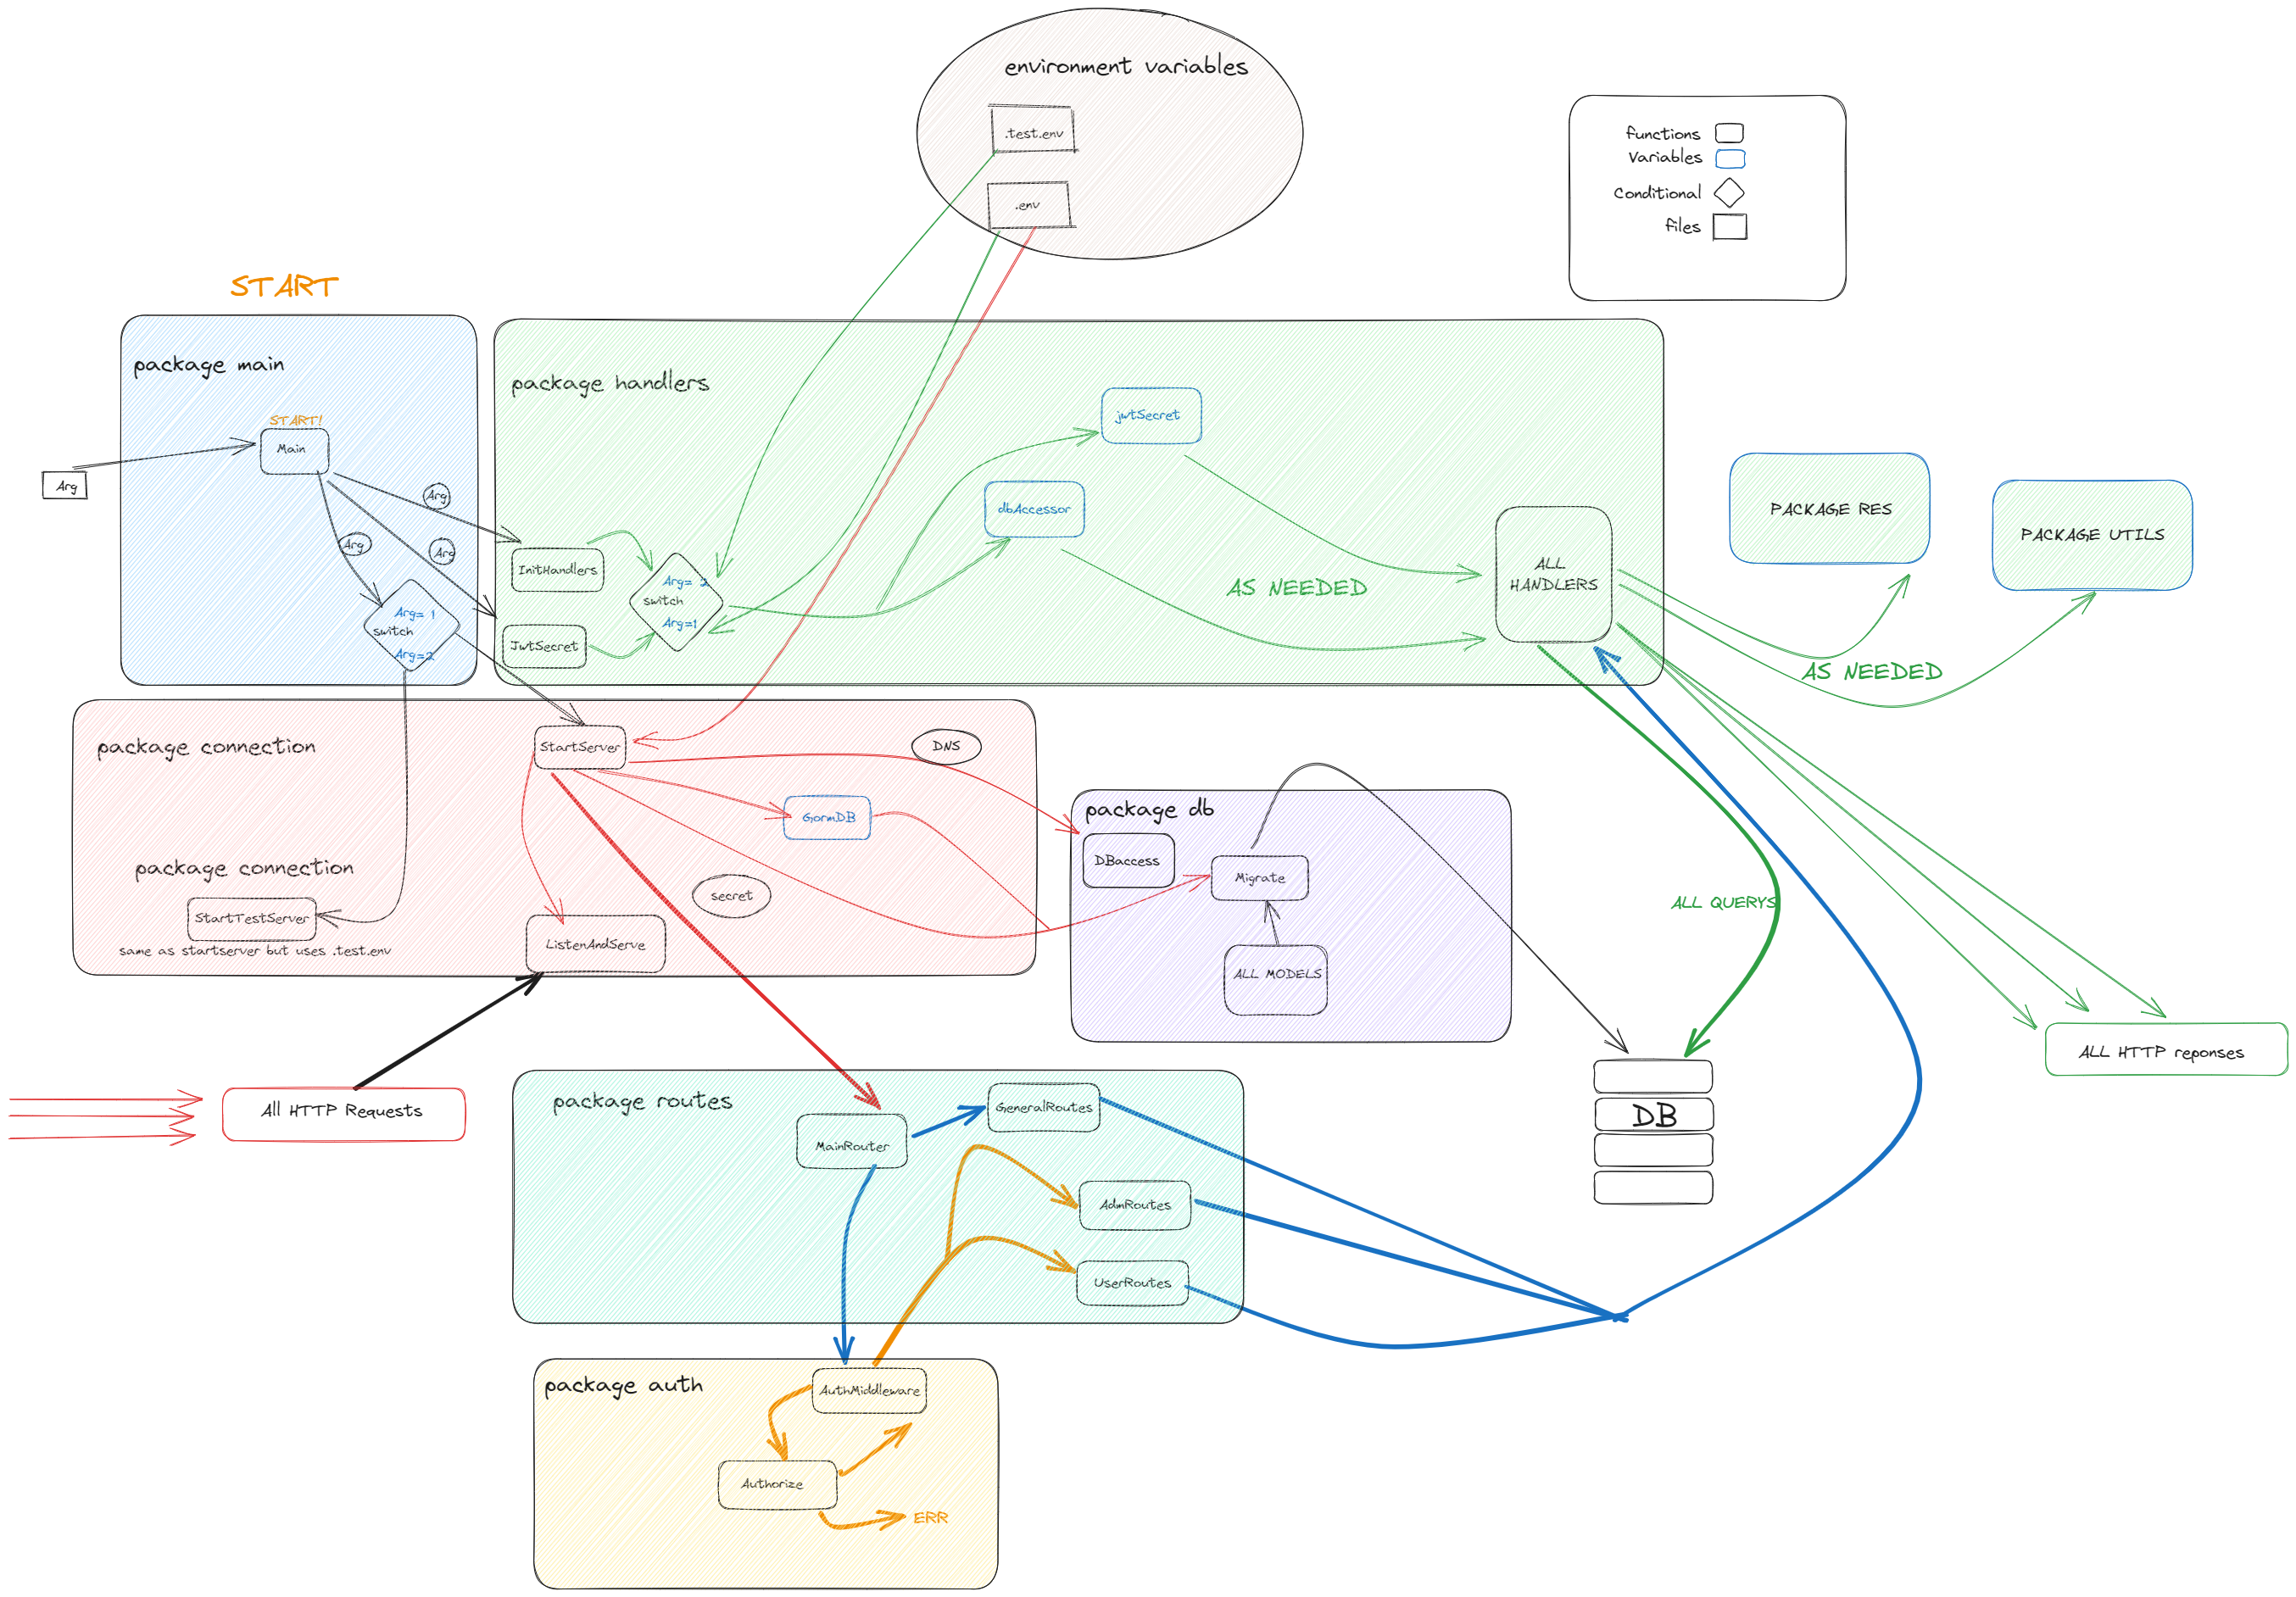 environment variables
.test.env
.env
functions
Variables
Conditional
files
START
package main
START!
Main
Arg
Arg
Arg
Arg
Arg= 1
switch
Arg=2
package handlers
InitHandlers
JwtSecret
Arg= 2
switch
Arg=1
jwtSecret
dbAccessor
AS NEEDED
ALL
HANDLERS
PACKAGE RES
PACKAGE UTILS
AS NEEDED
package connection
StartServer
DNS
GormDB
package connection
StartTestServer
same as startserver but uses .test.env
secret
ListenAndServe
package db
DBaccess
Migrate
ALL MODELS
ALL QUERYS
ALL HTTP reponses
DB
All HTTP Requests
package routes
MainRouter
GeneralRoutes
AdmRoutes
UserRoutes
package auth
AuthMiddleware
Authorize
ERR